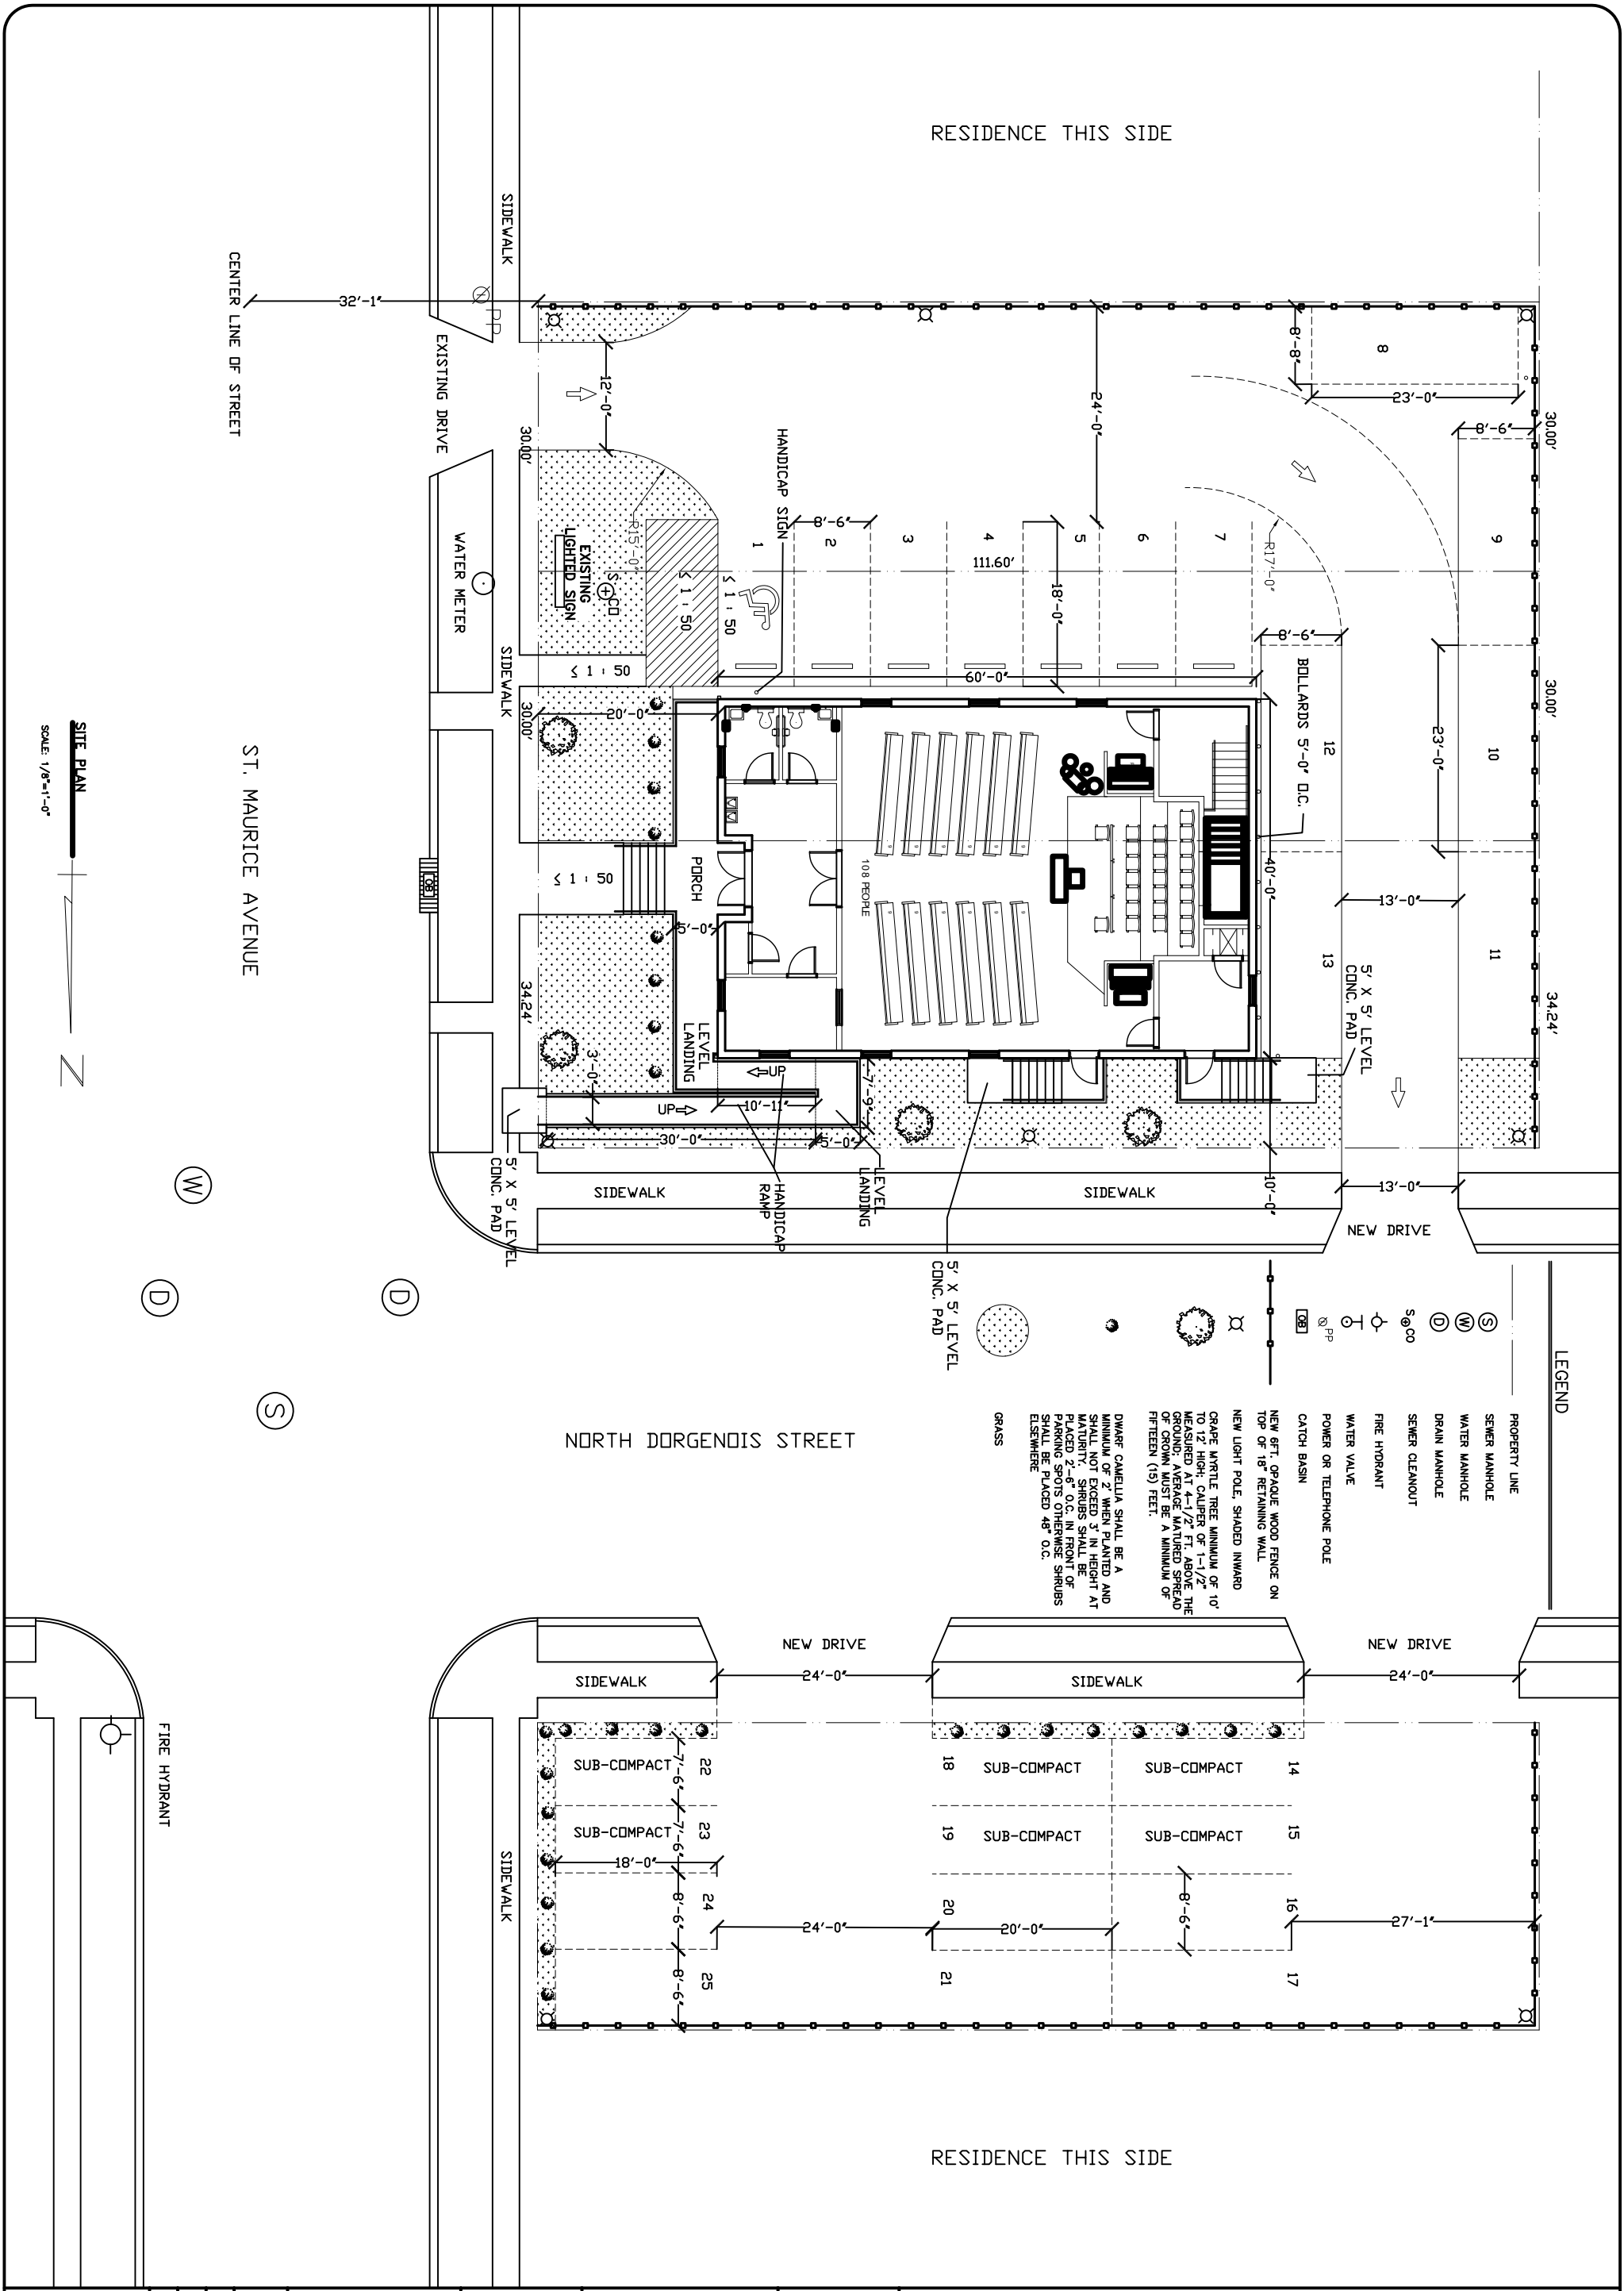 RESIDENCE THIS SIDE
SIDEWALK
CENTER LINE OF STREET
32'-1"
PP
EXISTING DRIVE
12'-0"
30.00'
24'-0"
8'-8"
8
23'-0"
8'-6"
30.00'
HANDICAP SIGN
8'-6"
1
2
3
4
5
6
7
9
111.60'
18'-0"
R15'-0"
R17'-0"
EXISTING
LIGHTED SIGN
S
CO
WATER METER
≤ 1 : 50
≤ 1 : 50
≤ 1 : 50
SIDEWALK
30.00'
20'-0"
60'-0"
8'-6"
BOLLARDS 5'-0" O.C.
12
23'-0"
10
30.00'
SITE PLAN
SCALE: 1/8"=1'-0"
N
ST. MAURICE AVENUE
OB
≤ 1 : 50
PORCH
5'-0"
108 PEOPLE
40'-0"
13'-0"
13
11
5' X 5' LEVEL
CONC. PAD
34.24'
34.24'
LEVEL
LANDING
3'-0"
UP
UP
10'-11"
7'-9"
30'-0"
5'-0"
5' X 5' LEVEL
CONC. PAD
HANDICAP
RAMP
LEVEL
LANDING
SIDEWALK
SIDEWALK
10'-0"
13'-0"
NEW DRIVE
5' X 5' LEVEL
CONC. PAD
W
D
D
S
NORTH DORGENOIS STREET
LEGEND
PROPERTY LINE
S
SEWER MANHOLE
W
WATER MANHOLE
D
DRAIN MANHOLE
S
CO
SEWER CLEANOUT
FIRE HYDRANT
WATER VALVE
PP
POWER OR TELEPHONE POLE
OB
CATCH BASIN
NEW 6FT. OPAQUE WOOD FENCE ON
TOP OF 18" RETAINING WALL
NEW LIGHT POLE, SHADED INWARD
CRAPE MYRTLE TREE MINIMUM OF 10'
TO 12' HIGH; CALIPER OF 1-1/2"
MEASURED AT 4-1/2" FT. ABOVE THE
GROUND; AVERAGE MATURED SPREAD
OF CROWN MUST BE A MINIMUM OF
FIFTEEEN (15) FEET.
DWARF CAMELLIA SHALL BE A
MINIMUM OF 2' WHEN PLANTED AND
SHALL NOT EXCEED 3' IN HEIGHT AT
MATURITY. SHRUBS SHALL BE
PLACED 2'-6" O.C. IN FRONT OF
PARKING SPOTS OTHERWISE SHRUBS
SHALL BE PLACED 48" O.C.
ELSEWHERE
GRASS
NEW DRIVE
NEW DRIVE
24'-0"
24'-0"
SIDEWALK
SIDEWALK
FIRE HYDRANT
SIDEWALK
SUB-COMPACT
7'-6"
22
18
SUB-COMPACT
SUB-COMPACT
14
SUB-COMPACT
7'-6"
23
19
SUB-COMPACT
SUB-COMPACT
15
18'-0"
8'-6"
24
20
8'-6"
16
24'-0"
20'-0"
27'-1"
8'-6"
25
21
17
RESIDENCE THIS SIDE